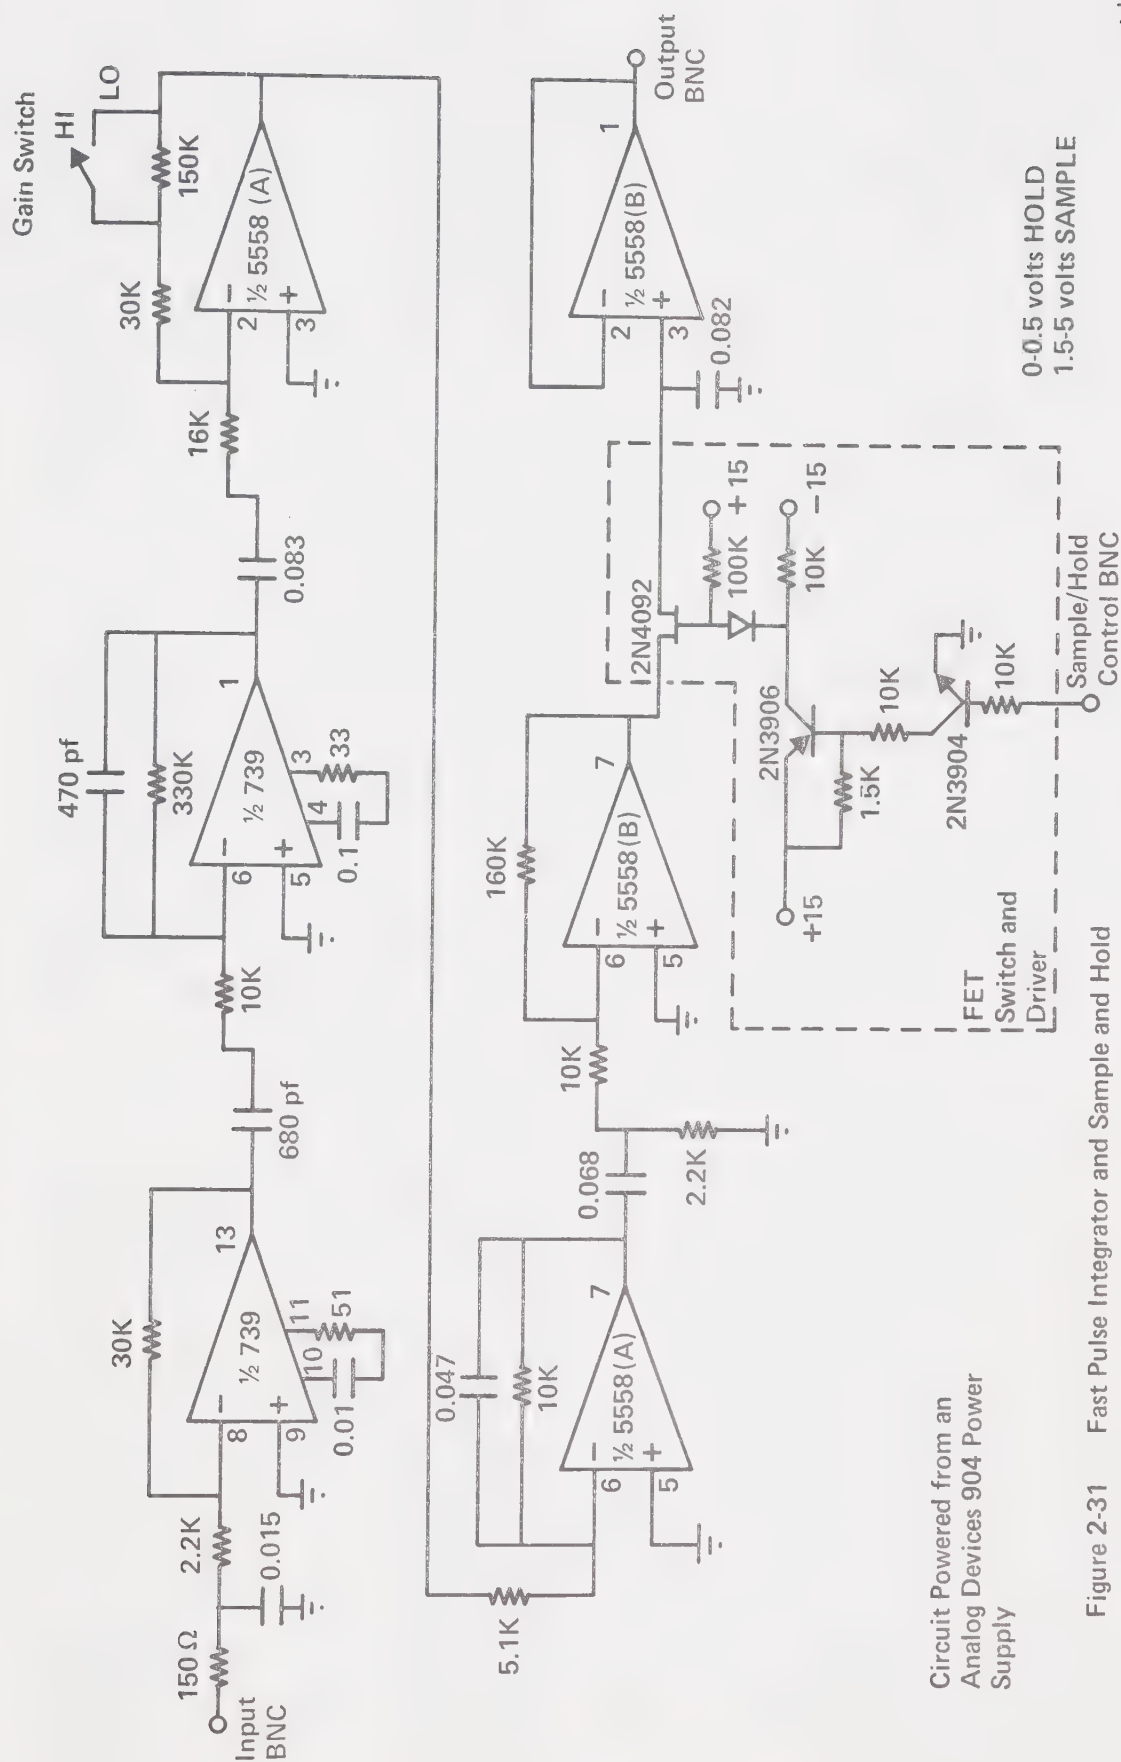 Gain Switch
HI
LO
30K
150K
½ 5558 (A)
2
3
16K
0.083
470 pf
330K
½ 739
1
6
5
4
3
0.1
33
10K
680 pf
30K
½ 739
13
8
9
10
11
0.01
51
2.2K
0.015
150 Ω
Input
BNC
5.1K
0.047
10K
½ 5558(A)
7
6
5
0.068
2.2K
10K
160K
½ 5558(B)
7
6
5
2N4092
½ 5558(B)
1
2
3
0.082
Output
BNC
100K
+15
10K
-15
2N3906
+15
1.5K
10K
2N3904
10K
Sample/Hold
Control BNC
FET
Switch and
Driver
0-0.5 volts HOLD
1.5-5 volts SAMPLE
Circuit Powered from an
Analog Devices 904 Power
Supply
Figure 2-31 Fast Pulse Integrator and Sample and Hold